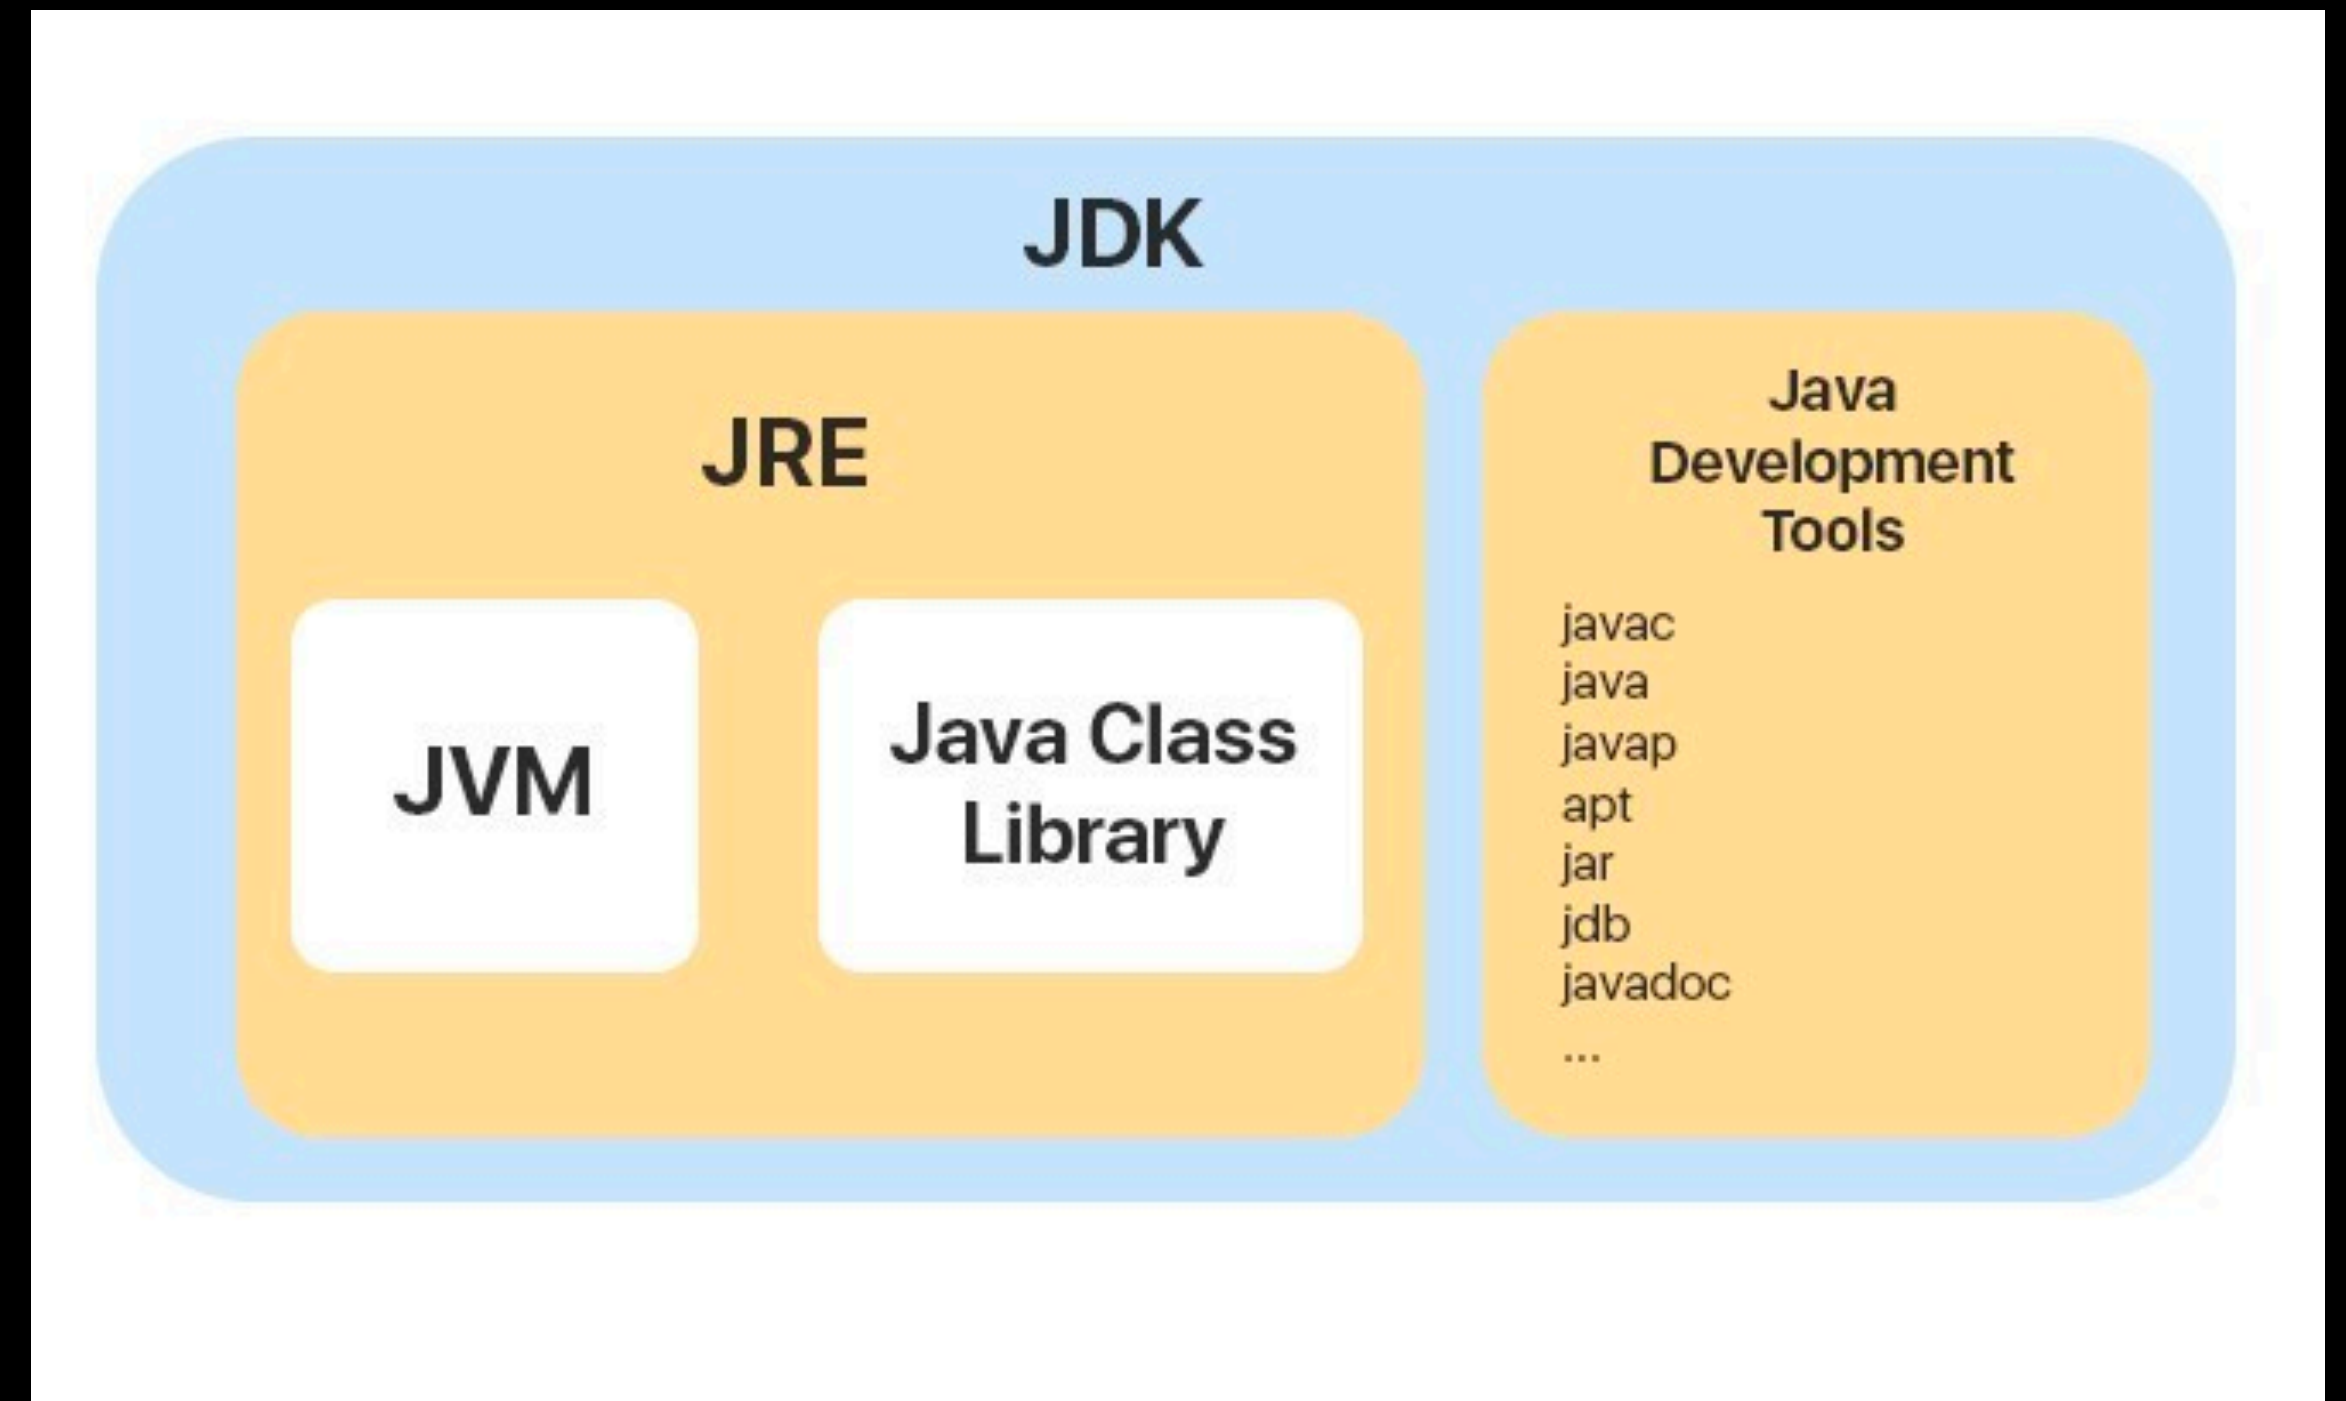 JDK
JRE
JVM
Java Class
Library
Java
Development
Tools
javac
java
javap
apt
jar
jdb
javadoc
...